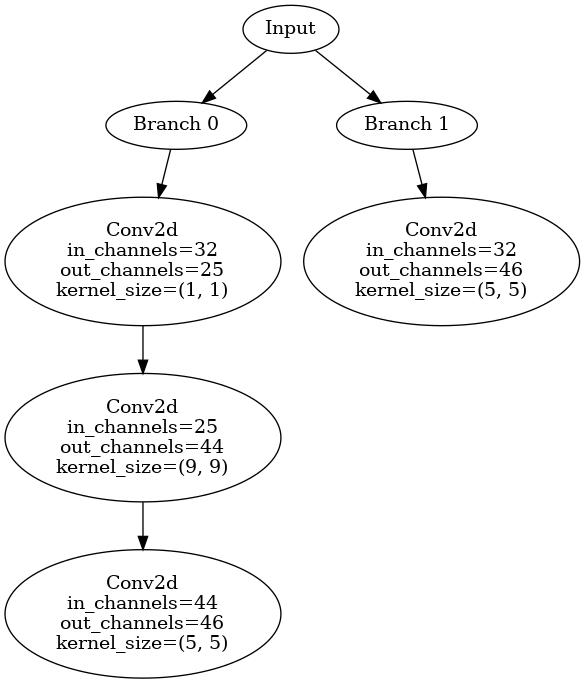 Input
Branch 0
Branch 1
Conv2d
in_channels=32
out_channels=25
kernel_size=(1, 1)
Conv2d
in_channels=32
out_channels=46
kernel_size=(5, 5)
Conv2d
in_channels=25
out_channels=44
kernel_size=(9, 9)
Conv2d
in_channels=44
out_channels=46
kernel_size=(5, 5)